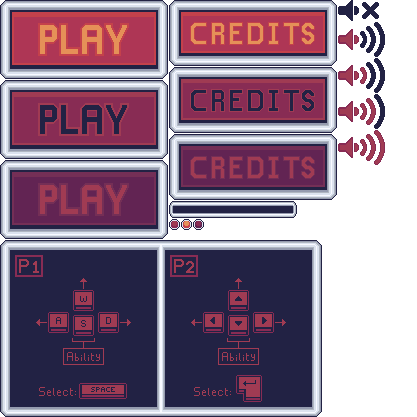 PLAY
CREDITS
PLAY
CREDITS
PLAY
CREDITS
P1
W
A S D
Ability
Select: SPACE
P2
Ability
Select: